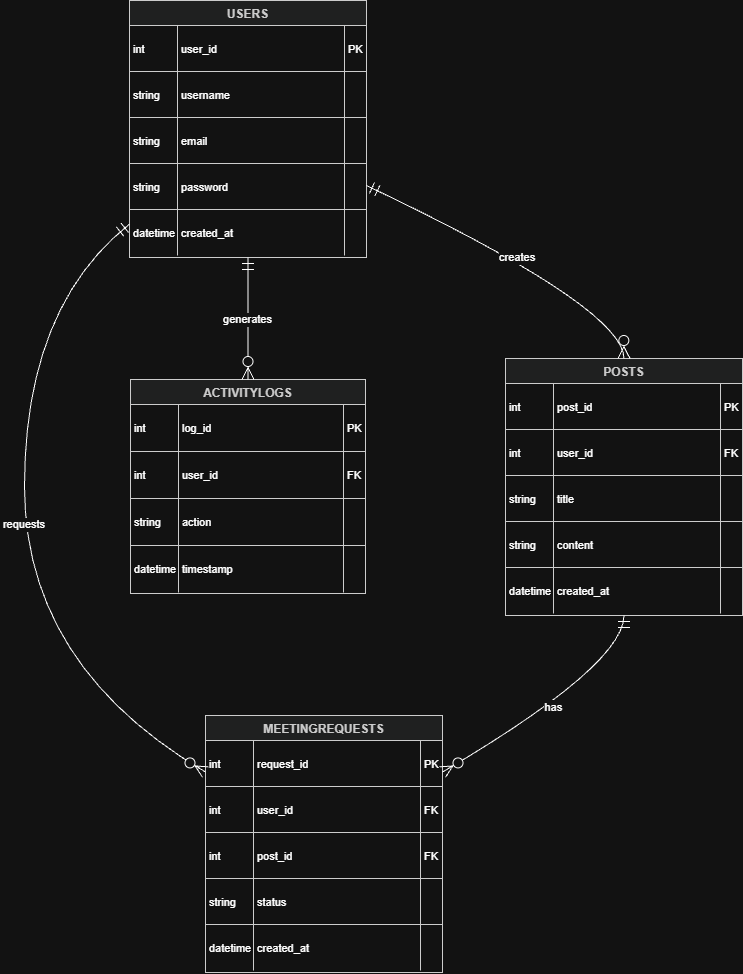 USERS
int user_id PK
string username
string email
string password
datetime created_at
creates
generates
ACTIVITYLOGS
int log_id PK
int user_id FK
string action
datetime timestamp
POSTS
int post_id PK
int user_id FK
string title
string content
datetime created_at
requests
has
MEETINGREQUESTS
int request_id PK
int user_id FK
int post_id FK
string status
datetime created_at